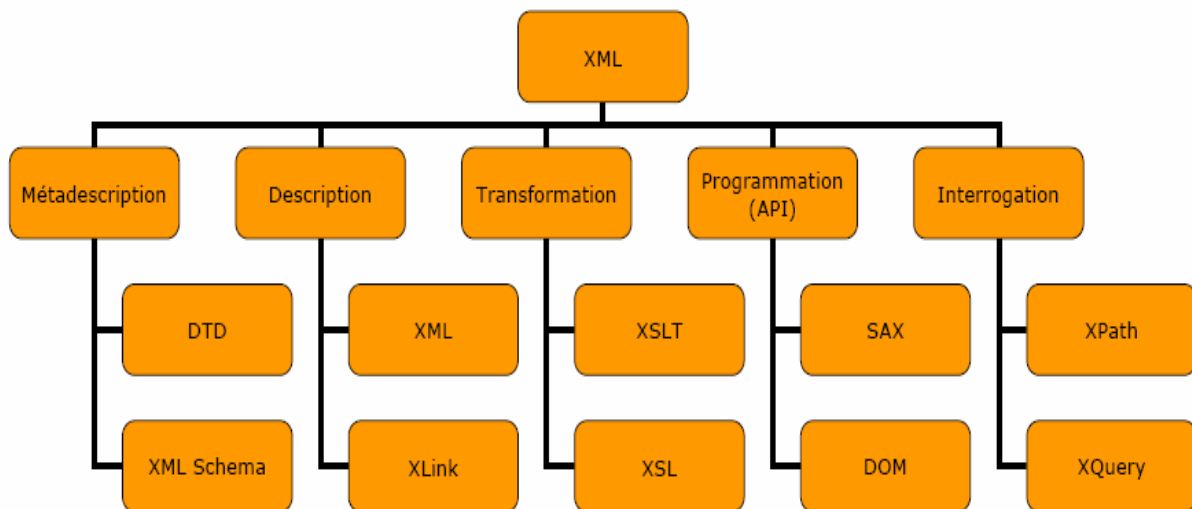 XML
Métadescription
Description
Transformation
Programmation
(API)
Interrogation
DTD
XML
XSLT
SAX
XPath
XML Schema
XLink
XSL
DOM
XQuery